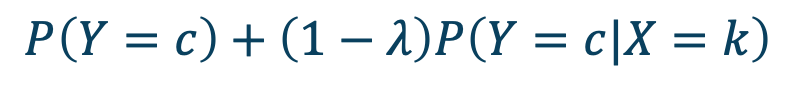 P(Y = c) + (1 − λ)P(Y = c|X = k)